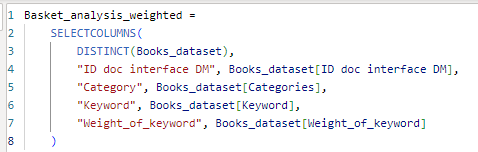 1 Basket_analysis_weighted =
2 SELECTCOLUMNS(
3 DISTINCT(Books_dataset),
4 "ID doc interface DM", Books_dataset[ID doc interface DM],
5 "Category", Books_dataset[Categories],
6 "Keyword", Books_dataset[Keyword],
7 "Weight_of_keyword", Books_dataset[Weight_of_keyword]
8 )